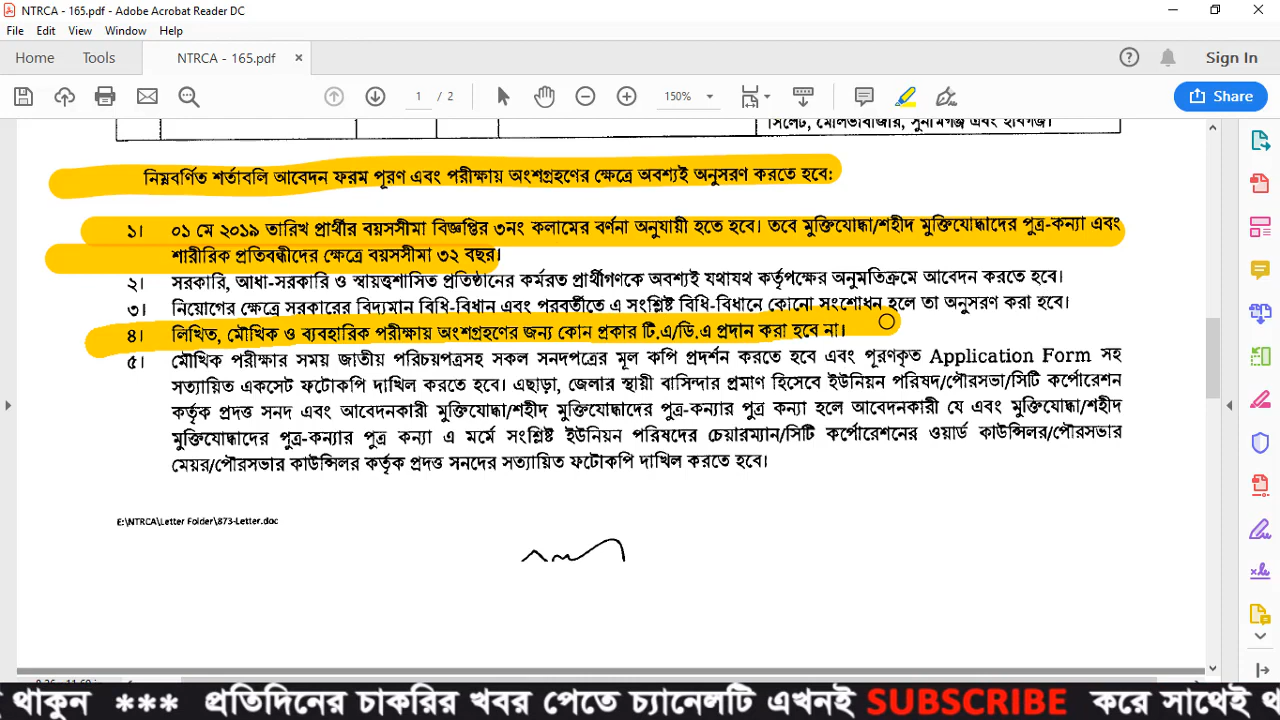 NTRCA - 165.pdf - Adobe Acrobat Reader DC
File Edit View Window Help
Home Tools NTRCA - 165.pdf × Sign In
1 / 2 150% Share
সিলেট, মৌলভীবাজার, সুনামগঞ্জ এবং হবিগঞ্জ।
নিম্নবর্ণিত শর্তাবলি আবেদন ফরম পূরণ এবং পরীক্ষায় অংশগ্রহণের ক্ষেত্রে অবশ্যই অনুসরণ করতে হবে:
১। ০১ মে ২০১৯ তারিখ প্রার্থীর বয়সসীমা বিজ্ঞপ্তির ৩নং কলামের বর্ণনা অনুযায়ী হতে হবে। তবে মুক্তিযোদ্ধা/শহীদ মুক্তিযোদ্ধাদের পুত্র-কন্যা এবং
শারীরিক প্রতিবন্ধীদের ক্ষেত্রে বয়সসীমা ৩২ বছর।
২। সরকারি, আধা-সরকারি ও স্বায়ত্তশাসিত প্রতিষ্ঠানের কর্মরত প্রার্থীগণকে অবশ্যই যথাযথ কর্তৃপক্ষের অনুমতিক্রমে আবেদন করতে হবে।
৩। নিয়োগের ক্ষেত্রে সরকারের বিদ্যমান বিধি-বিধান এবং পরবর্তীতে এ সংশ্লিষ্ট বিধি-বিধানে কোনো সংশোধন হলে তা অনুসরণ করা হবে।
৪। লিখিত, মৌখিক ও ব্যবহারিক পরীক্ষায় অংশগ্রহণের জন্য কোন প্রকার টি.এ/ডি.এ প্রদান করা হবে না।
৫। মৌখিক পরীক্ষার সময় জাতীয় পরিচয়পত্রসহ সকল সনদপত্রের মূল কপি প্রদর্শন করতে হবে এবং পূরণকৃত Application Form সহ
সত্যায়িত একসেট ফটোকপি দাখিল করতে হবে। এছাড়া, জেলার স্থায়ী বাসিন্দার প্রমাণ হিসেবে ইউনিয়ন পরিষদ/পৌরসভা/সিটি কর্পোরেশন
কর্তৃক প্রদত্ত সনদ এবং আবেদনকারী মুক্তিযোদ্ধা/শহীদ মুক্তিযোদ্ধাদের পুত্র-কন্যার পুত্র কন্যা হলে আবেদনকারী যে এবং মুক্তিযোদ্ধা/শহীদ
মুক্তিযোদ্ধাদের পুত্র-কন্যার পুত্র কন্যা এ মর্মে সংশ্লিষ্ট ইউনিয়ন পরিষদের চেয়ারম্যান/সিটি কর্পোরেশনের ওয়ার্ড কাউন্সিলর/পৌরসভার
মেয়র/পৌরসভার কাউন্সিলর কর্তৃক প্রদত্ত সনদের সত্যায়িত ফটোকপি দাখিল করতে হবে।
E:\NTRCA\Letter Folder\873-Letter.doc
থাকুন *** প্রতিদিনের চাকরির খবর পেতে চ্যানেলটি এখনই SUBSCRIBE করে সাথেই